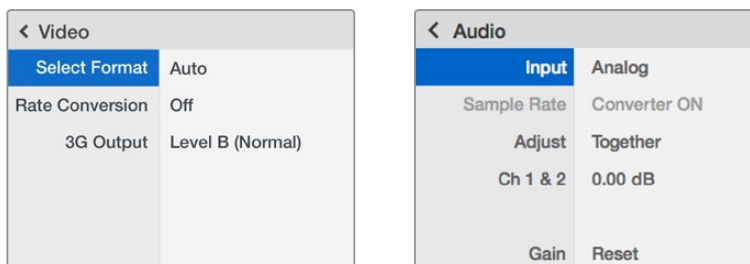 < Video
Select Format Auto
Rate Conversion Off
3G Output Level B (Normal)
< Audio
Input Analog
Sample Rate Converter ON
Adjust Together
Ch 1 & 2 0.00 dB
Gain Reset